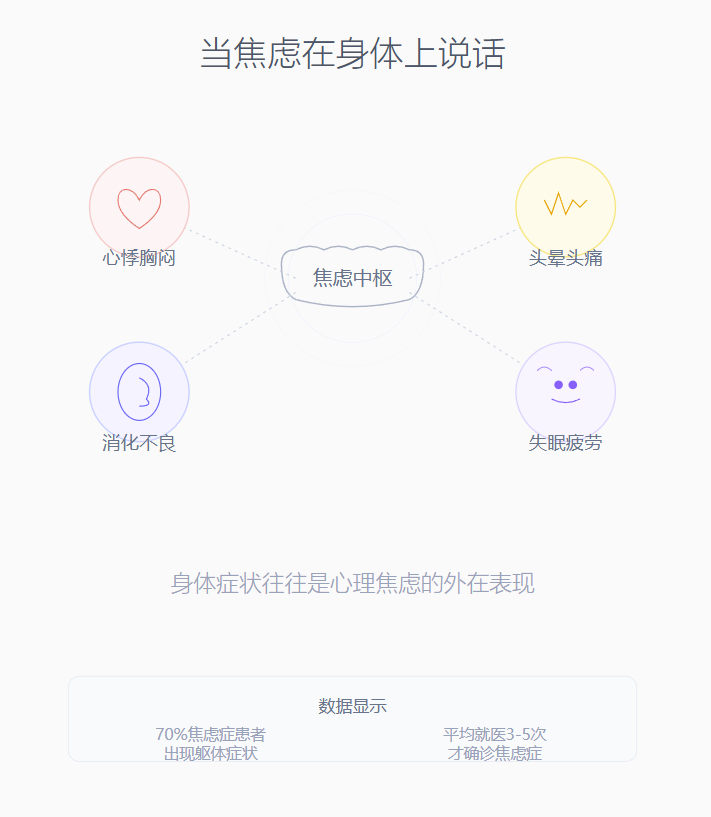 当焦虑在身体上说话
心悸胸闷
头晕头痛
焦虑中枢
消化不良
失眠疲劳
身体症状往往是心理焦虑的外在表现
数据显示
70%焦虑症患者
出现躯体症状
平均就医3-5次
才确诊焦虑症